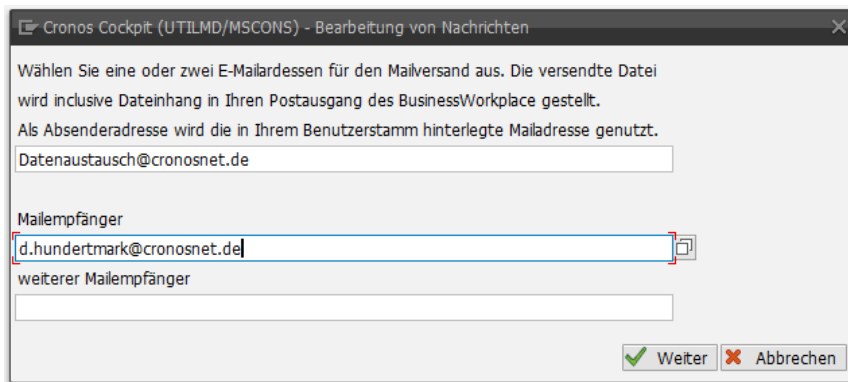 Cronos Cockpit (UTILMD/MSCONS) - Bearbeitung von Nachrichten
Wählen Sie eine oder zwei E-Mailardessen für den Mailversand aus. Die versendte Datei
wird inclusive Dateinhang in Ihren Postausgang des BusinessWorkplace gestellt.
Als Absenderadresse wird die in Ihrem Benutzerstamm hinterlegte Mailadresse genutzt.
Datenaustausch@cronosnet.de
Mailempfänger
d.hundertmark@cronosnet.de
weiterer Mailempfänger
Weiter Abbrechen